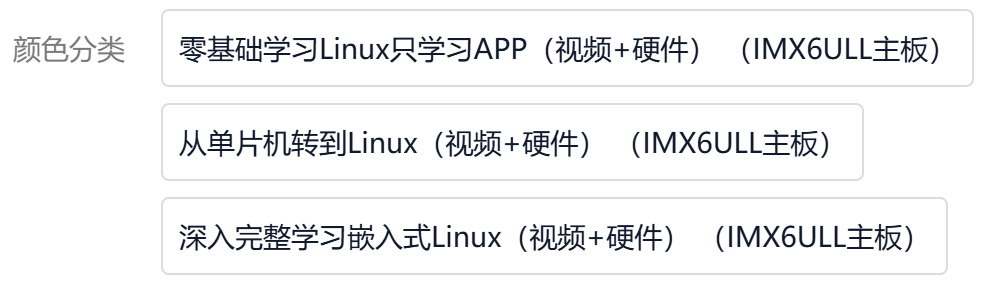 颜色分类
零基础学习Linux只学习APP（视频+硬件） （IMX6ULL主板）
从单片机转到Linux（视频+硬件） （IMX6ULL主板）
深入完整学习嵌入式Linux（视频+硬件） （IMX6ULL主板）